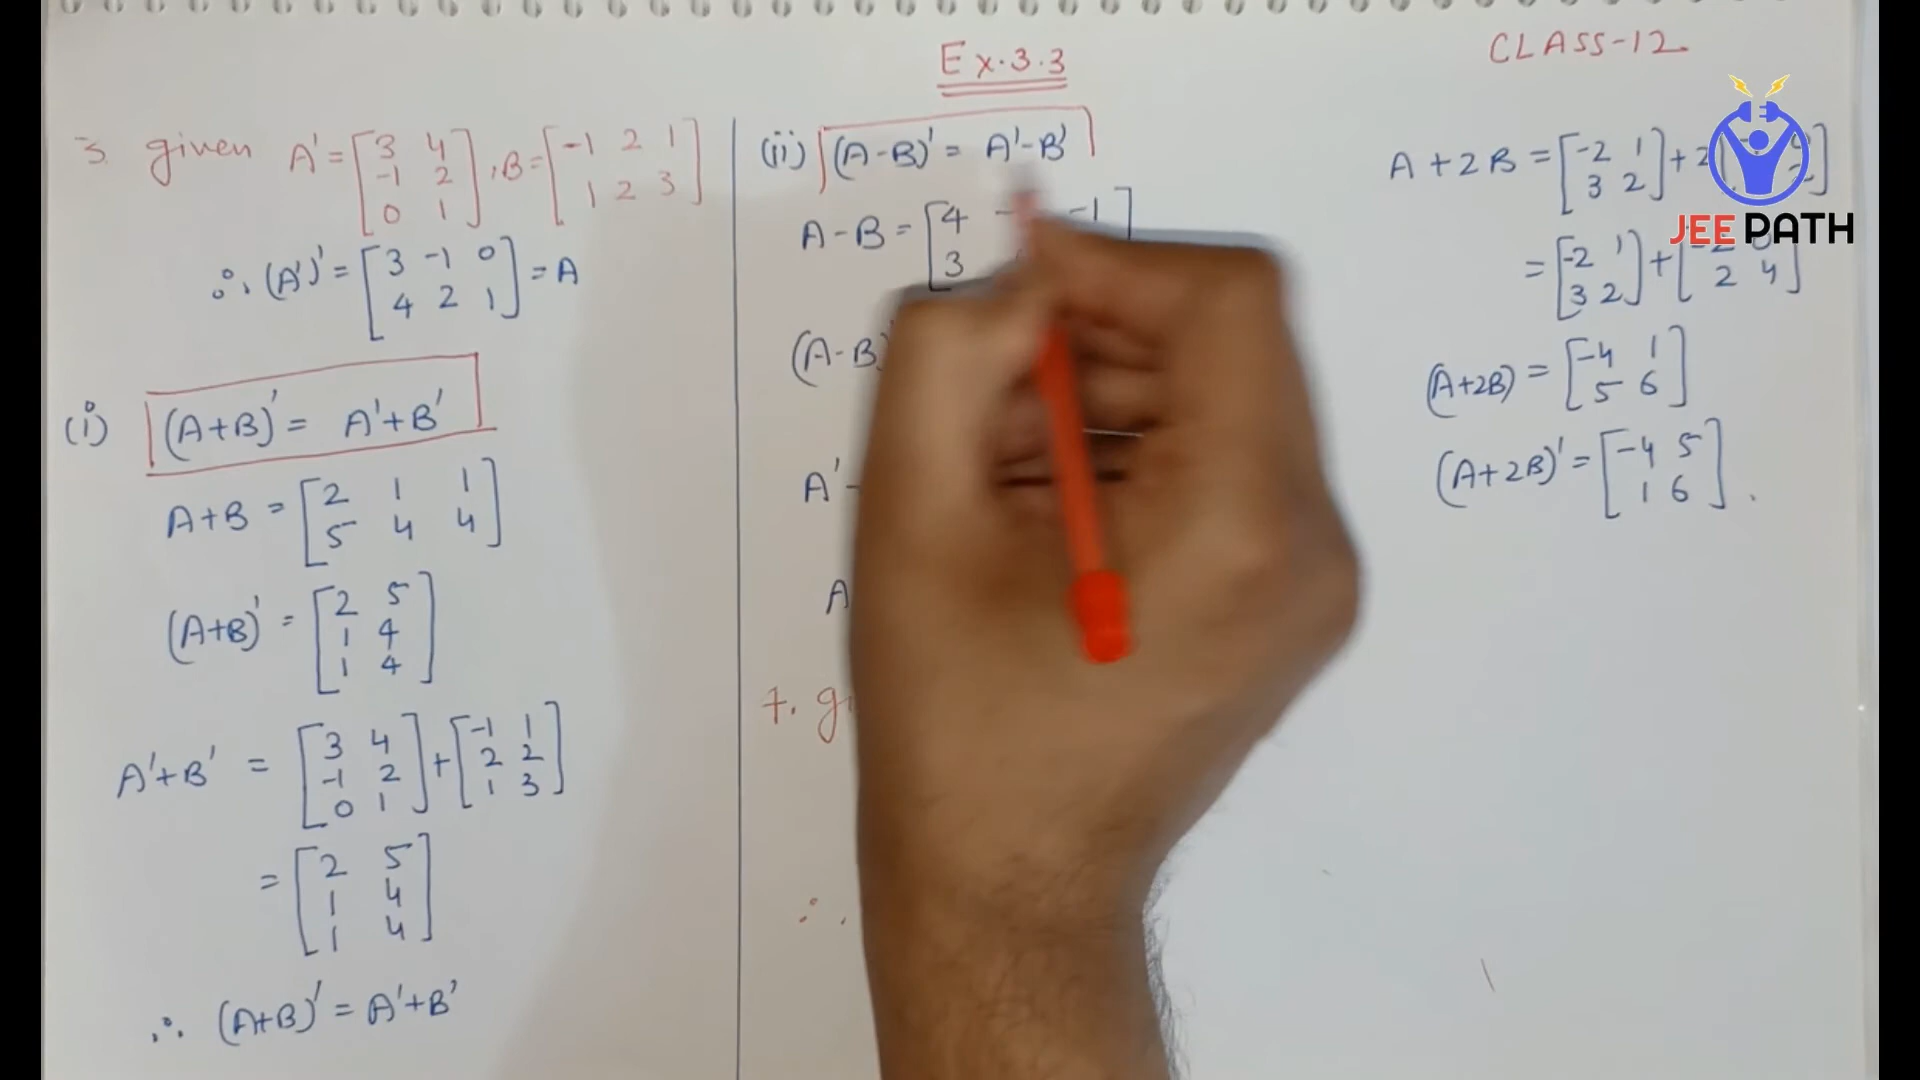 Ex.3.3
CLASS-12
JEE PATH
3. given A' = [3 4
-1 2
0 1] , B = [-1 2 1
1 2 3]
∴ (A')' = [3 -1 0
4 2 1] = A
(i) (A+B)' = A'+B'
A+B = [2 1 1
5 4 4]
(A+B)' = [2 5
1 4
1 4]
A'+B' = [3 4
-1 2
0 1] + [-1 1
2 2
1 3]
= [2 5
1 4
1 4]
∴ (A+B)' = A'+B'
(ii) (A-B)' = A'-B'
A-B = [4 -1]
3
(A-B)
A'-
A
∴
A+2B = [-2 1
3 2] + 2
= [-2 1
3 2] + [-2 0
2 4]
(A+2B) = [-4 1
5 6]
(A+2B)' = [-4 5
1 6].